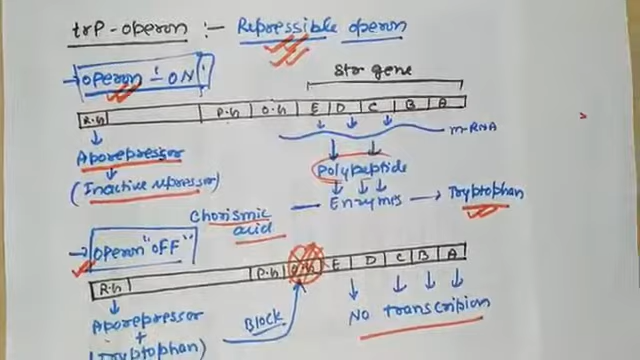 trp-operon :- Repressible operon
Operon 'ON'
Str gene
R.G P.G O.G E D C B A
m-RNA
Aporepressor
(Inactive repressor)
Polypeptide
Enzymes → Tryptophan
Chorismic
acid
Operon "OFF"
R.G P.G O.G E D C B A
Aporepressor
+
(Tryptophan)
Block
No transcription